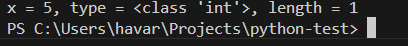 x = 5, type = <class 'int'>, length = 1
PS C:\Users\havar\Projects\python-test>